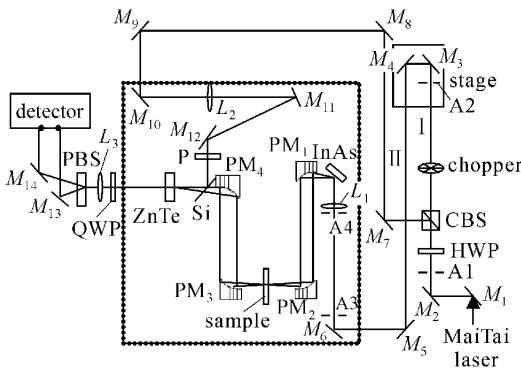 M9
M8
M4
M3
stage
A2
I
II
detector
M10
L2
M11
M12
P
PBS
L3
PM4
PM1
InAs
L1
chopper
M14
M13
QWP
ZnTe
Si
A4
M7
CBS
HWP
A1
PM3
PM2
A3
sample
M6
M5
M2
M1
MaiTai
laser